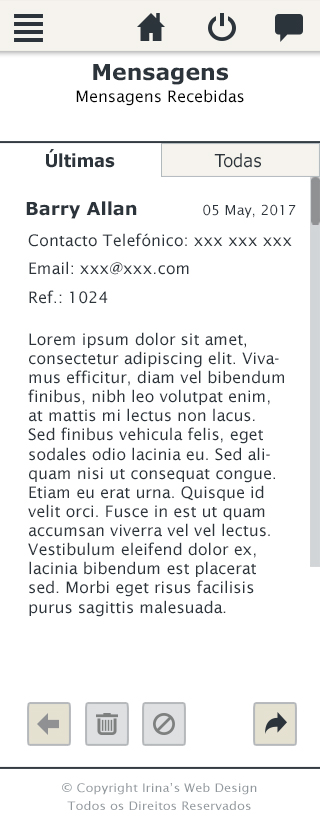 Mensagens
Mensagens Recebidas
Últimas
Todas
Barry Allan
05 May, 2017
Contacto Telefónico: xxx xxx xxx
Email: xxx@xxx.com
Ref.: 1024
Lorem ipsum dolor sit amet,
consectetur adipiscing elit. Viva-
mus efficitur, diam vel bibendum
finibus, nibh leo volutpat enim,
at mattis mi lectus non lacus.
Sed finibus vehicula felis, eget
sodales odio lacinia eu. Sed ali-
quam nisi ut consequat congue.
Etiam eu erat urna. Quisque id
velit orci. Fusce in est ut quam
accumsan viverra vel vel lectus.
Vestibulum eleifend dolor ex,
lacinia bibendum est placerat
sed. Morbi eget risus facilisis
purus sagittis malesuada.
© Copyright Irina's Web Design
Todos os Direitos Reservados